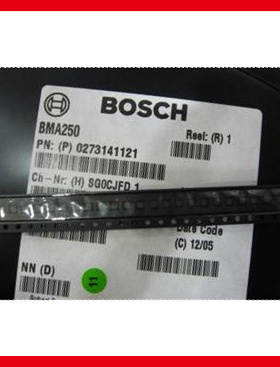 BOSCH
BMA250
Reel: (R) 1
PN: (P) 0273141121
Ch-Nr: (H) SG0CJFD 1
Date Code
(C) 12/05
NN (D)
11